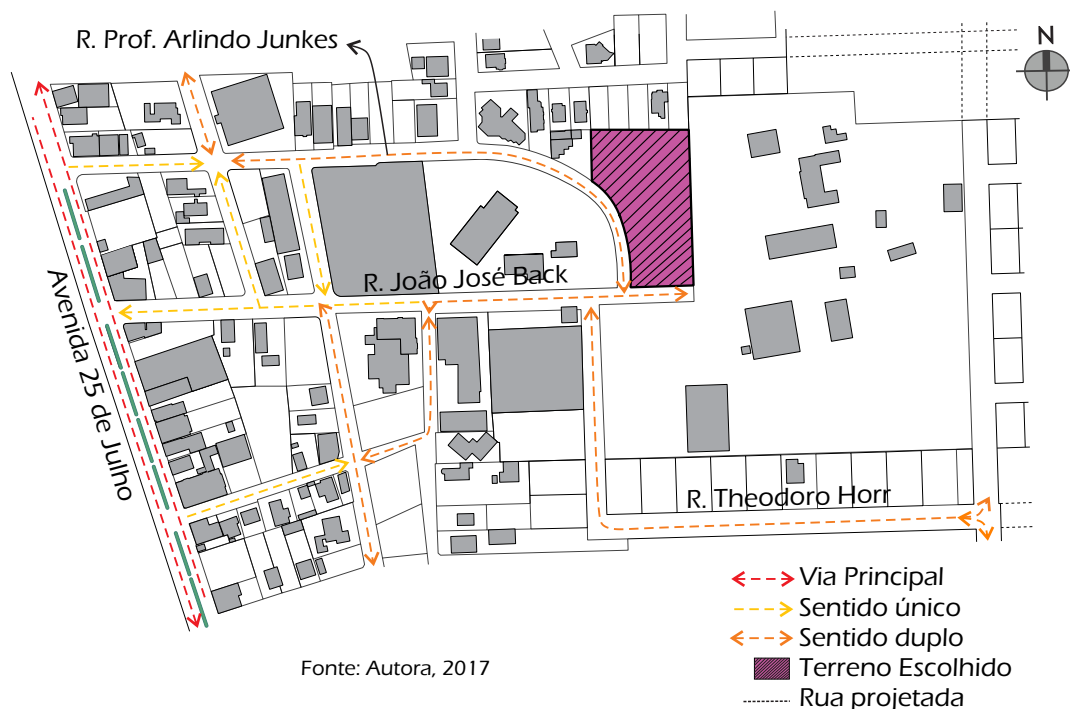 R. Prof. Arlindo Junkes
N
R. João José Back
Avenida 25 de Julho
R. Theodoro Horr
Via Principal
Sentido único
Sentido duplo
Terreno Escolhido
Rua projetada
Fonte: Autora, 2017